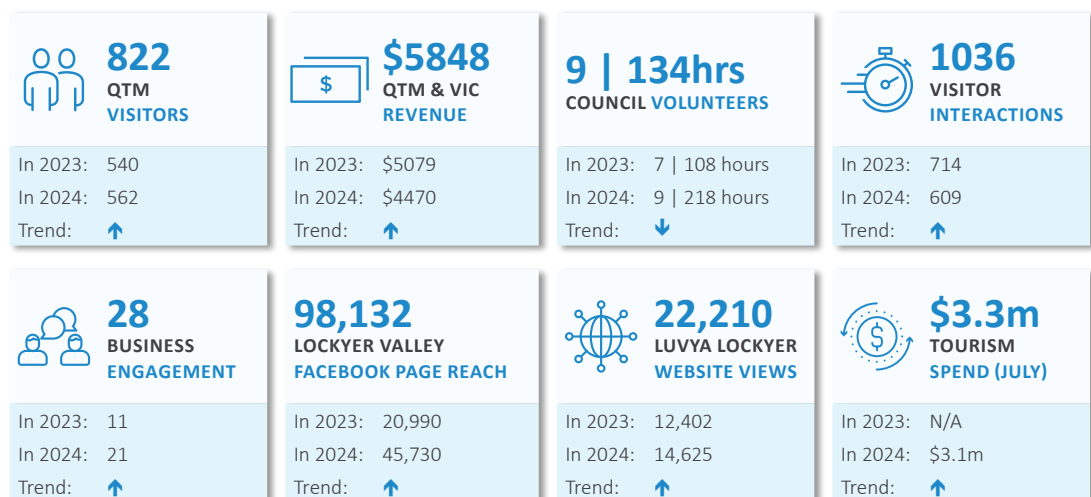 822
QTM
VISITORS
In 2023: 540
In 2024: 562
Trend:
$5848
QTM & VIC
REVENUE
In 2023: $5079
In 2024: $4470
Trend:
9 | 134hrs
COUNCIL VOLUNTEERS
In 2023: 7 | 108 hours
In 2024: 9 | 218 hours
Trend:
1036
VISITOR
INTERACTIONS
In 2023: 714
In 2024: 609
Trend:
28
BUSINESS
ENGAGEMENT
In 2023: 11
In 2024: 21
Trend:
98,132
LOCKYER VALLEY
FACEBOOK PAGE REACH
In 2023: 20,990
In 2024: 45,730
Trend:
22,210
LUVYA LOCKYER
WEBSITE VIEWS
In 2023: 12,402
In 2024: 14,625
Trend:
$3.3m
TOURISM
SPEND (JULY)
In 2023: N/A
In 2024: $3.1m
Trend: